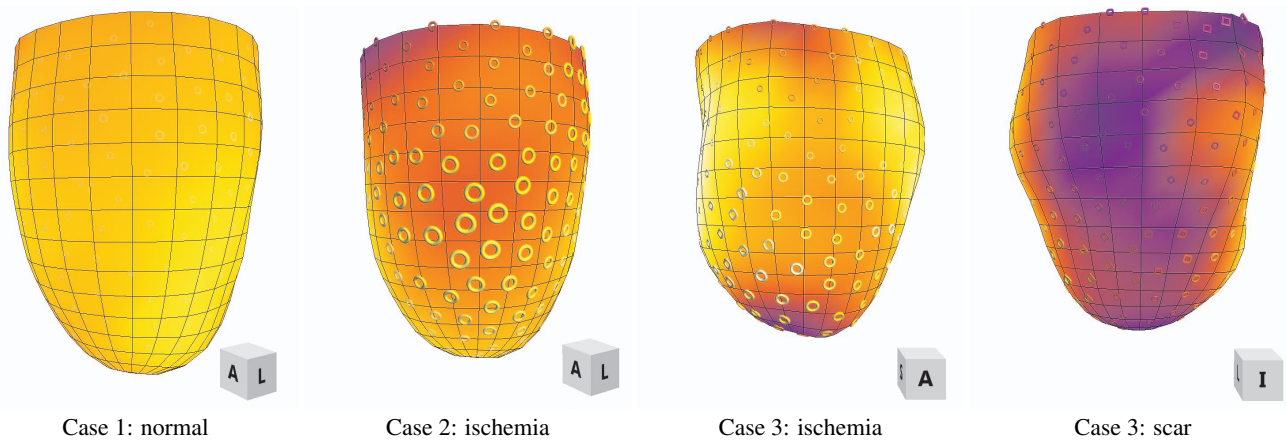 A L
A L
S A
L I
Case 1: normal
Case 2: ischemia
Case 3: ischemia
Case 3: scar